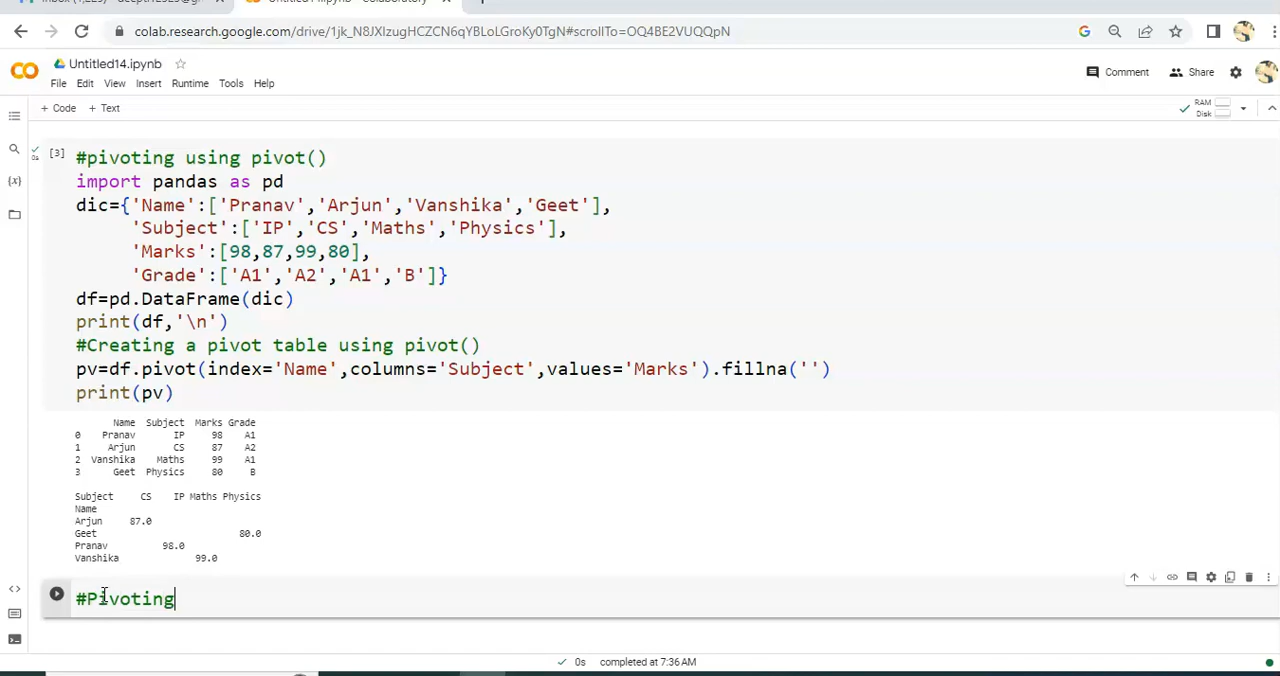 colab.research.google.com/drive/1jk_N8JXIzugHCZCN6qYBLoLGroKy0TgN#scrollTo=OQ4BE2VUQQpN
Untitled14.ipynb
Comment
Share
File Edit View Insert Runtime Tools Help
+ Code + Text
RAM
Disk
[3]
0s
#pivoting using pivot()
import pandas as pd
dic={'Name':['Pranav','Arjun','Vanshika','Geet'],
'Subject':['IP','CS','Maths','Physics'],
'Marks':[98,87,99,80],
'Grade':['A1','A2','A1','B']}
df=pd.DataFrame(dic)
print(df,'\n')
#Creating a pivot table using pivot()
pv=df.pivot(index='Name',columns='Subject',values='Marks').fillna('')
print(pv)
Name Subject Marks Grade
0 Pranav IP 98 A1
1 Arjun CS 87 A2
2 Vanshika Maths 99 A1
3 Geet Physics 80 B
Subject CS IP Maths Physics
Name
Arjun 87.0
Geet 80.0
Pranav 98.0
Vanshika 99.0
#Pivoting
0s completed at 7:36 AM